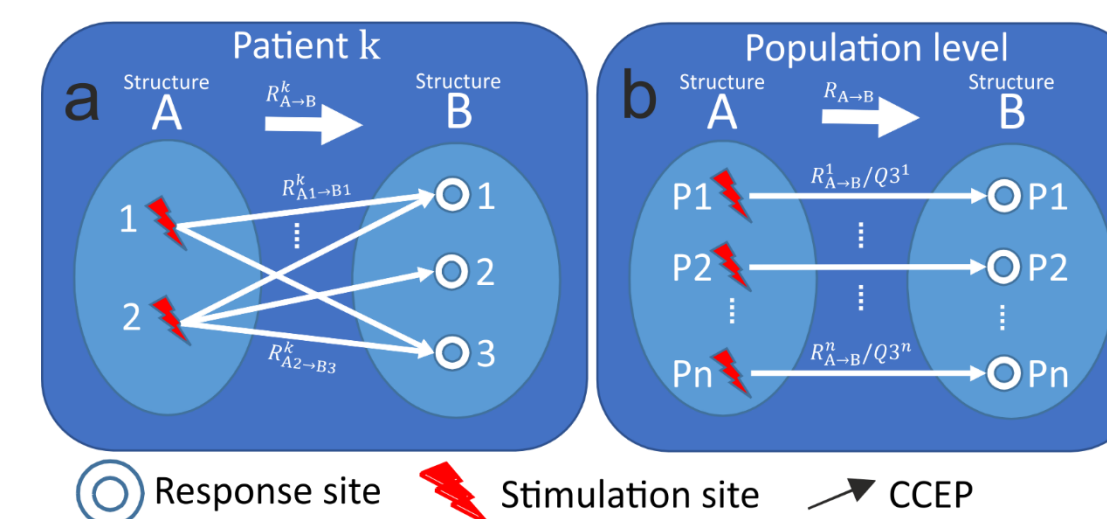 a
Patient k
Structure
A
R^k_{A→B}
Structure
B
R^k_{A1→B1}
1
1
2
2
3
R^k_{A2→B3}
b
Population level
Structure
A
R_{A→B}
Structure
B
P1
R^1_{A→B}/Q3^1
P1
P2
P2
Pn
R^n_{A→B}/Q3^n
Pn
Response site
Stimulation site
CCEP